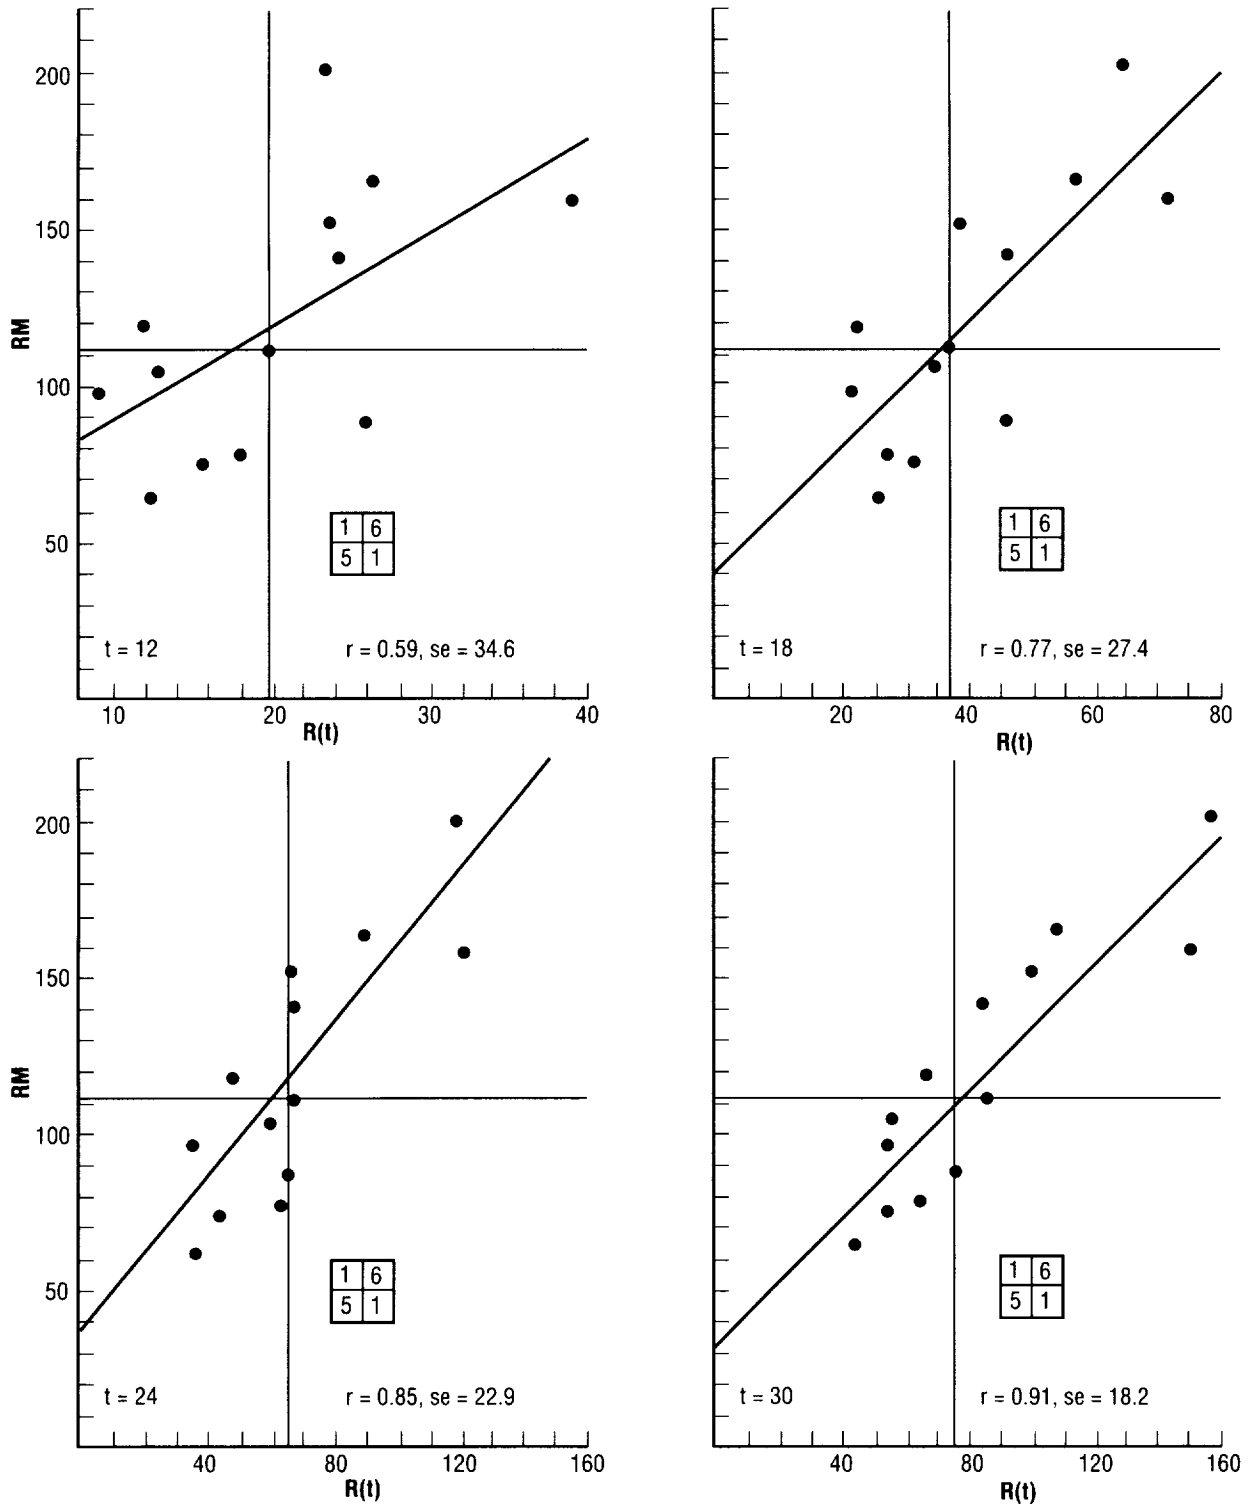 200
150
RM
100
50
1 6
5 1
t = 12
r = 0.59, se = 34.6
10 20 30 40
R(t)
1 6
5 1
t = 18
r = 0.77, se = 27.4
20 40 60 80
R(t)
200
150
RM
100
50
1 6
5 1
t = 24
r = 0.85, se = 22.9
40 80 120 160
R(t)
1 6
5 1
t = 30
r = 0.91, se = 18.2
40 80 120 160
R(t)